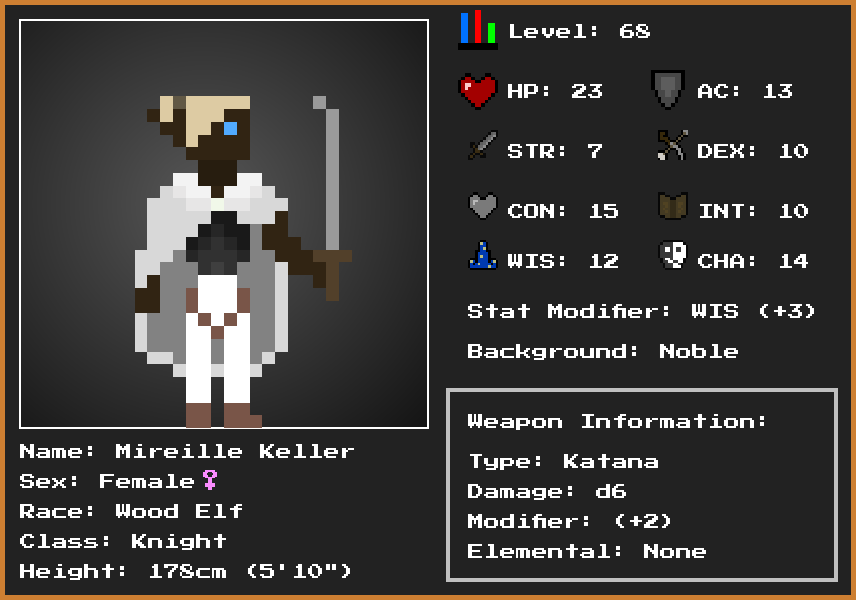 Level: 68
HP: 23 AC: 13
STR: 7 DEX: 10
CON: 15 INT: 10
WIS: 12 CHA: 14
Stat Modifier: WIS (+3)
Background: Noble
Weapon Information:
Type: Katana
Damage: d6
Modifier: (+2)
Elemental: None
Name: Mireille Keller
Sex: Female♀
Race: Wood Elf
Class: Knight
Height: 178cm (5'10")